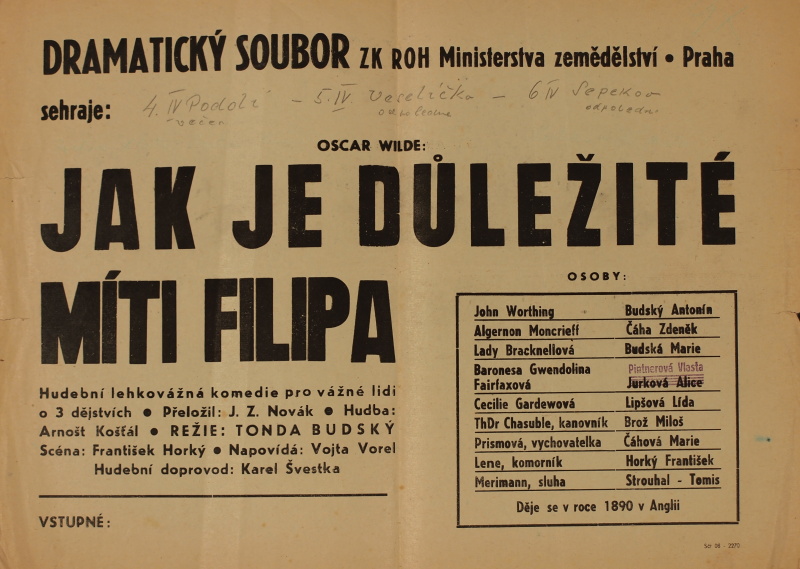 DRAMATICKÝ SOUBOR ZK ROH Ministerstva zemědělství • Praha
sehraje: 4. IV Podolí - 5. IV. Veselíčko - 6 IV Sepekov
večer odpoledne odpoledne
OSCAR WILDE:
JAK JE DŮLEŽITÉ
MÍTI FILIPA
Hudební lehkovážná komedie pro vážné lidi
o 3 dějstvích ● Přeložil: J. Z. Novák ● Hudba:
Arnošt Košťál ● REŽIE: TONDA BUDSKÝ
Scéna: František Horký ● Napovídá: Vojta Vorel
Hudební doprovod: Karel Švestka
VSTUPNÉ:
OSOBY:
John Worthing Budský Antonín
Algernon Moncrieff Čáha Zdeněk
Lady Bracknellová Budská Marie
Baronesa Gwendolina Pintnerová Vlasta
Fairfaxová Jurková Alice
Cecilie Gardewová Lipšová Lída
ThDr Chasuble, kanovník Brož Miloš
Prismová, vychovatelka Čáhová Marie
Lene, komorník Horký František
Merimann, sluha Strouhal - Tomis
Děje se v roce 1890 v Anglii